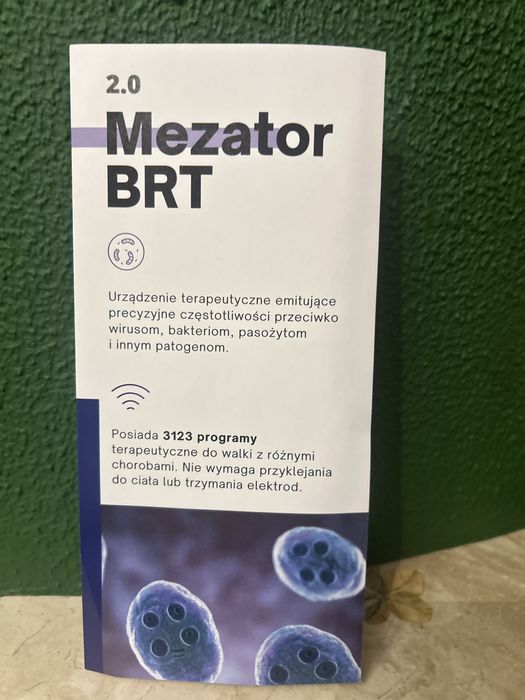 2.0
Mezator
BRT
Urządzenie terapeutyczne emitujące
precyzyjne częstotliwości przeciwko
wirusom, bakteriom, pasożytom
i innym patogenom.
Posiada 3123 programy
terapeutyczne do walki z różnymi
chorobami. Nie wymaga przyklejania
do ciała lub trzymania elektrod.